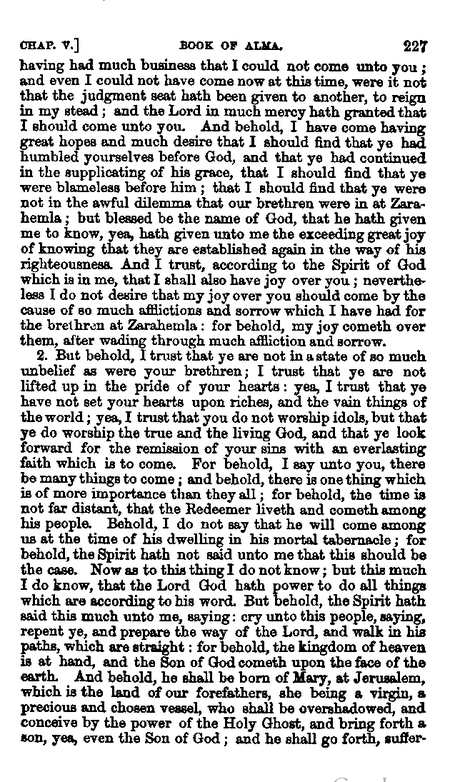 CHAP. V.] BOOK OF ALMA. 227
having had much business that I could not come unto you ;
and even I could not have come now at this time, were it not
that the judgment seat hath been given to another, to reign
in my stead ; and the Lord in much mercy hath granted that
I should come unto you. And behold, I have come having
great hopes and much desire that I should find that ye had
humbled yourselves before God, and that ye had continued
in the supplicating of his grace, that I should find that ye
were blameless before him ; that I should find that ye were
not in the awful dilemma that our brethren were in at Zara-
hemla ; but blessed be the name of God, that he hath given
me to know, yea, hath given unto me the exceeding great joy
of knowing that they are established again in the way of his
righteousness. And I trust, according to the Spirit of God
which is in me, that I shall also have joy over you ; neverthe-
less I do not desire that my joy over you should come by the
cause of so much afflictions and sorrow which I have had for
the brethren at Zarahemla : for behold, my joy cometh over
them, after wading through much affliction and sorrow.
2. But behold, I trust that ye are not in a state of so much
unbelief as were your brethren ; I trust that ye are not
lifted up in the pride of your hearts : yea, I trust that ye
have not set your hearts upon riches, and the vain things of
the world ; yea, I trust that you do not worship idols, but that
ye do worship the true and the living God, and that ye look
forward for the remission of your sins with an everlasting
faith which is to come. For behold, I say unto you, there
be many things to come ; and behold, there is one thing which
is of more importance than they all ; for behold, the time is
not far distant, that the Redeemer liveth and cometh among
his people. Behold, I do not say that he will come among
us at the time of his dwelling in his mortal tabernacle ; for
behold, the Spirit hath not said unto me that this should be
the case. Now as to this thing I do not know ; but this much
I do know, that the Lord God hath power to do all things
which are according to his word. But behold, the Spirit hath
said this much unto me, saying : cry unto this people, saying,
repent ye, and prepare the way of the Lord, and walk in his
paths, which are straight : for behold, the kingdom of heaven
is at hand, and the Son of God cometh upon the face of the
earth. And behold, he shall be born of Mary, at Jerusalem,
which is the land of our forefathers, she being a virgin, a
precious and chosen vessel, who shall be overshadowed, and
conceive by the power of the Holy Ghost, and bring forth a
son, yea, even the Son of God ; and he shall go forth, suffer-